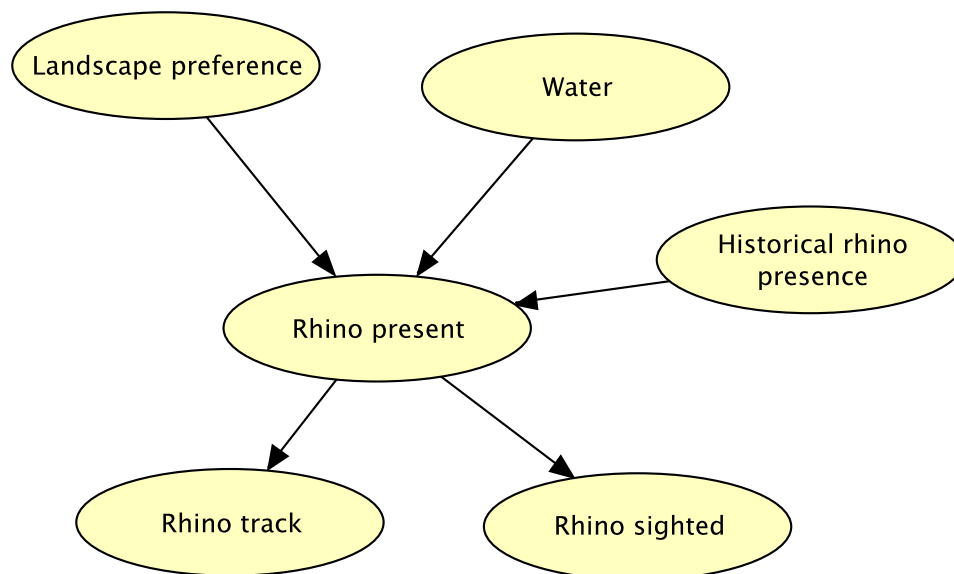 Landscape preference
Water
Historical rhino
presence
Rhino present
Rhino track
Rhino sighted